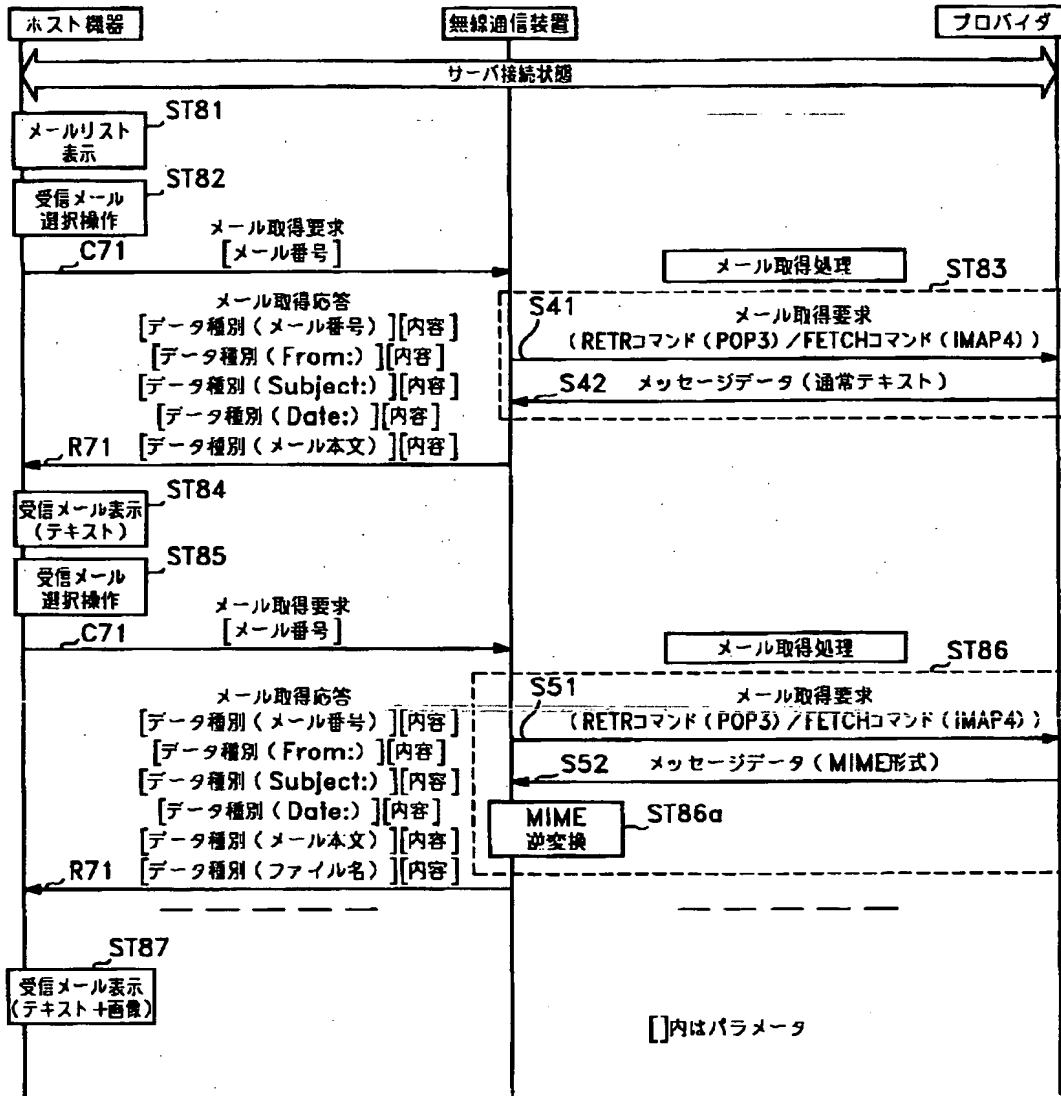 ホスト機器
無線通信装置
プロバイダ
サーバ接続状態
ST81
メールリスト
表示
ST82
受信メール
選択操作
メール取得要求
[メール番号]
C71
メール取得処理
ST83
メール取得応答
[データ種別(メール番号)][内容]
[データ種別(From:)][内容]
[データ種別(Subject:)][内容]
[データ種別(Date:)][内容]
[データ種別(メール本文)][内容]
R71
S41
メール取得要求
(RETRコマンド(POP3)/FETCHコマンド(IMAP4))
S42 メッセージデータ(通常テキスト)
ST84
受信メール表示
(テキスト)
ST85
受信メール
選択操作
メール取得要求
[メール番号]
C71
メール取得処理
ST86
メール取得応答
[データ種別(メール番号)][内容]
[データ種別(From:)][内容]
[データ種別(Subject:)][内容]
[データ種別(Date:)][内容]
[データ種別(メール本文)][内容]
[データ種別(ファイル名)][内容]
R71
S51
メール取得要求
(RETRコマンド(POP3)/FETCHコマンド(IMAP4))
S52 メッセージデータ(MIME形式)
MIME
逆変換
ST86a
ST87
受信メール表示
(テキスト+画像)
[]内はパラメータ